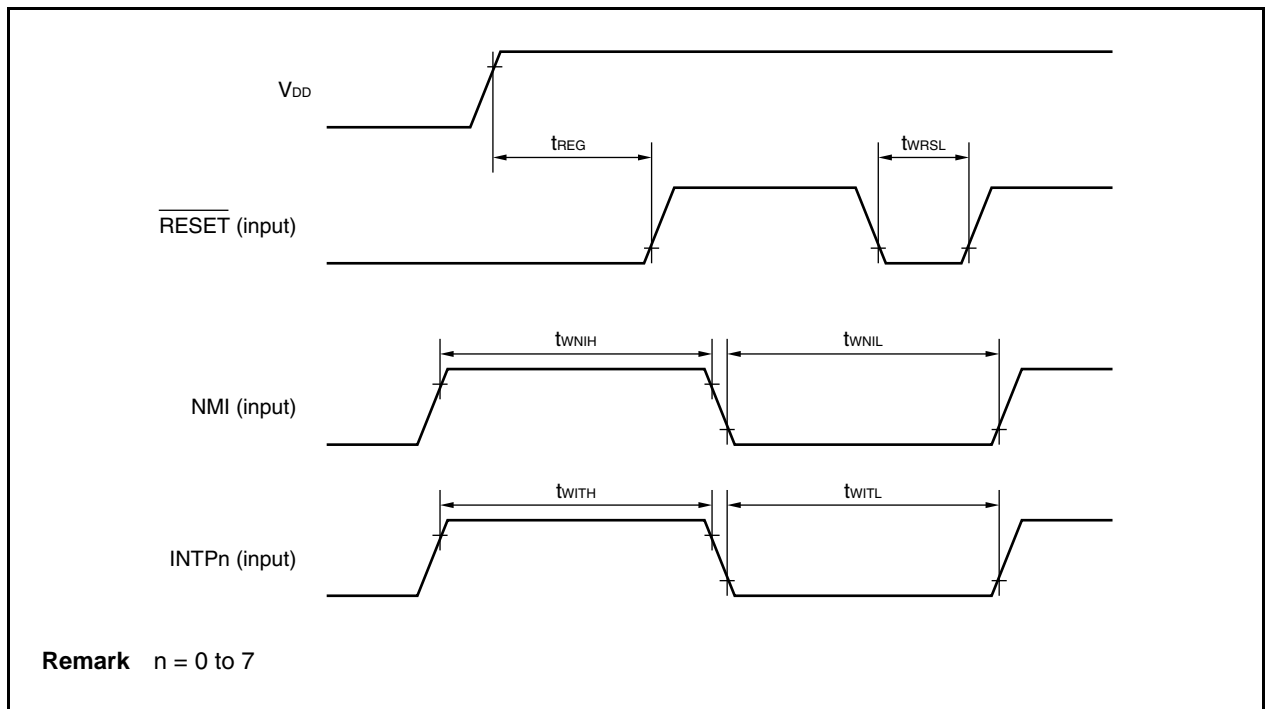 VDD
tREG
tWRSL
RESET (input)
tWNIH
tWNIL
NMI (input)
tWITH
tWITL
INTPn (input)
Remark n = 0 to 7